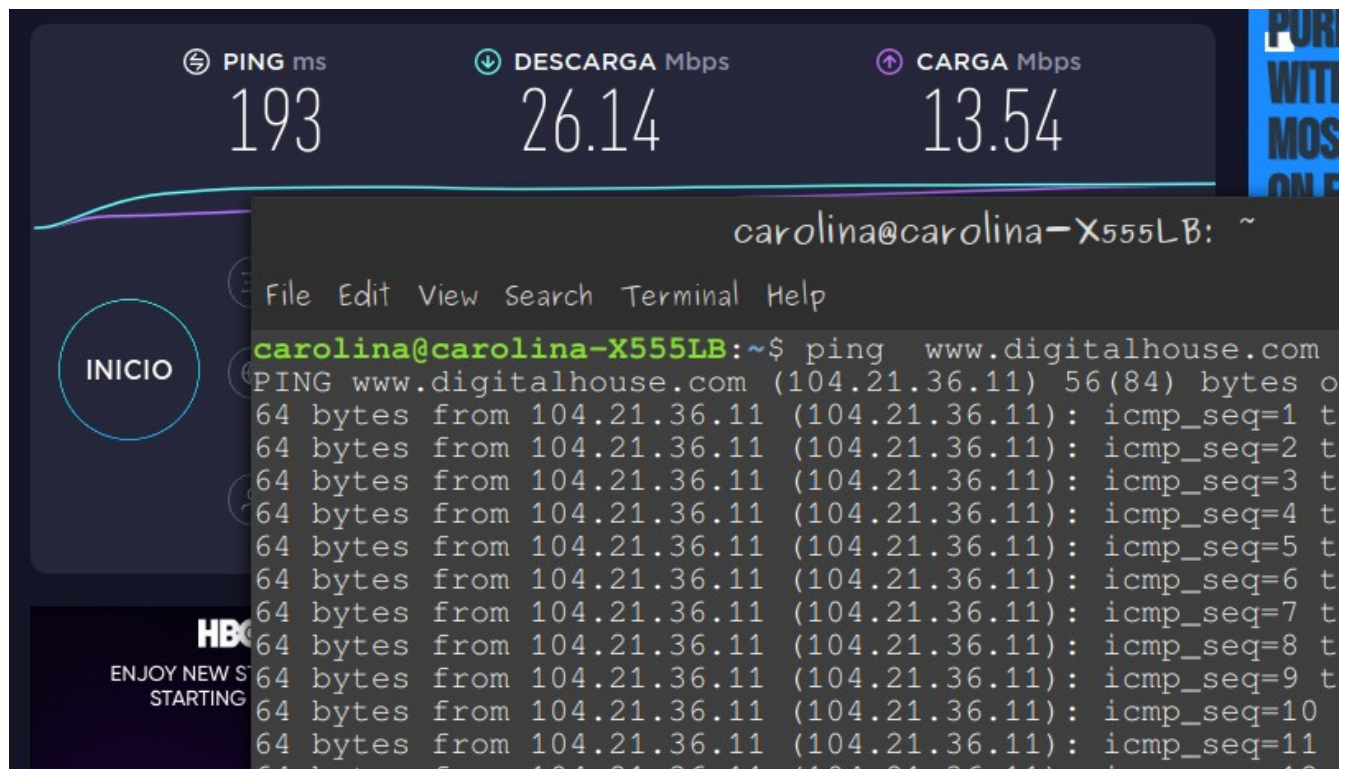 PING ms
DESCARGA Mbps
CARGA Mbps
193
26.14
13.54
WITH
ON
carolina@carolina-X555LB: ~
File Edit View Search Terminal Help
carolina@carolina-X555LB:~$ ping  www.digitalhouse.com
PING www.digitalhouse.com (104.21.36.11) 56(84) bytes o
64 bytes from 104.21.36.11 (104.21.36.11): icmp_seq=1 t
64 bytes from 104.21.36.11 (104.21.36.11): icmp_seq=2 t
64 bytes from 104.21.36.11 (104.21.36.11): icmp_seq=3 t
64 bytes from 104.21.36.11 (104.21.36.11): icmp_seq=4 t
64 bytes from 104.21.36.11 (104.21.36.11): icmp_seq=5 t
64 bytes from 104.21.36.11 (104.21.36.11): icmp_seq=6 t
64 bytes from 104.21.36.11 (104.21.36.11): icmp_seq=7 t
64 bytes from 104.21.36.11 (104.21.36.11): icmp_seq=8 t
64 bytes from 104.21.36.11 (104.21.36.11): icmp_seq=9 t
64 bytes from 104.21.36.11 (104.21.36.11): icmp_seq=10
64 bytes from 104.21.36.11 (104.21.36.11): icmp_seq=11
INICIO
ENJOY NEW
STARTING